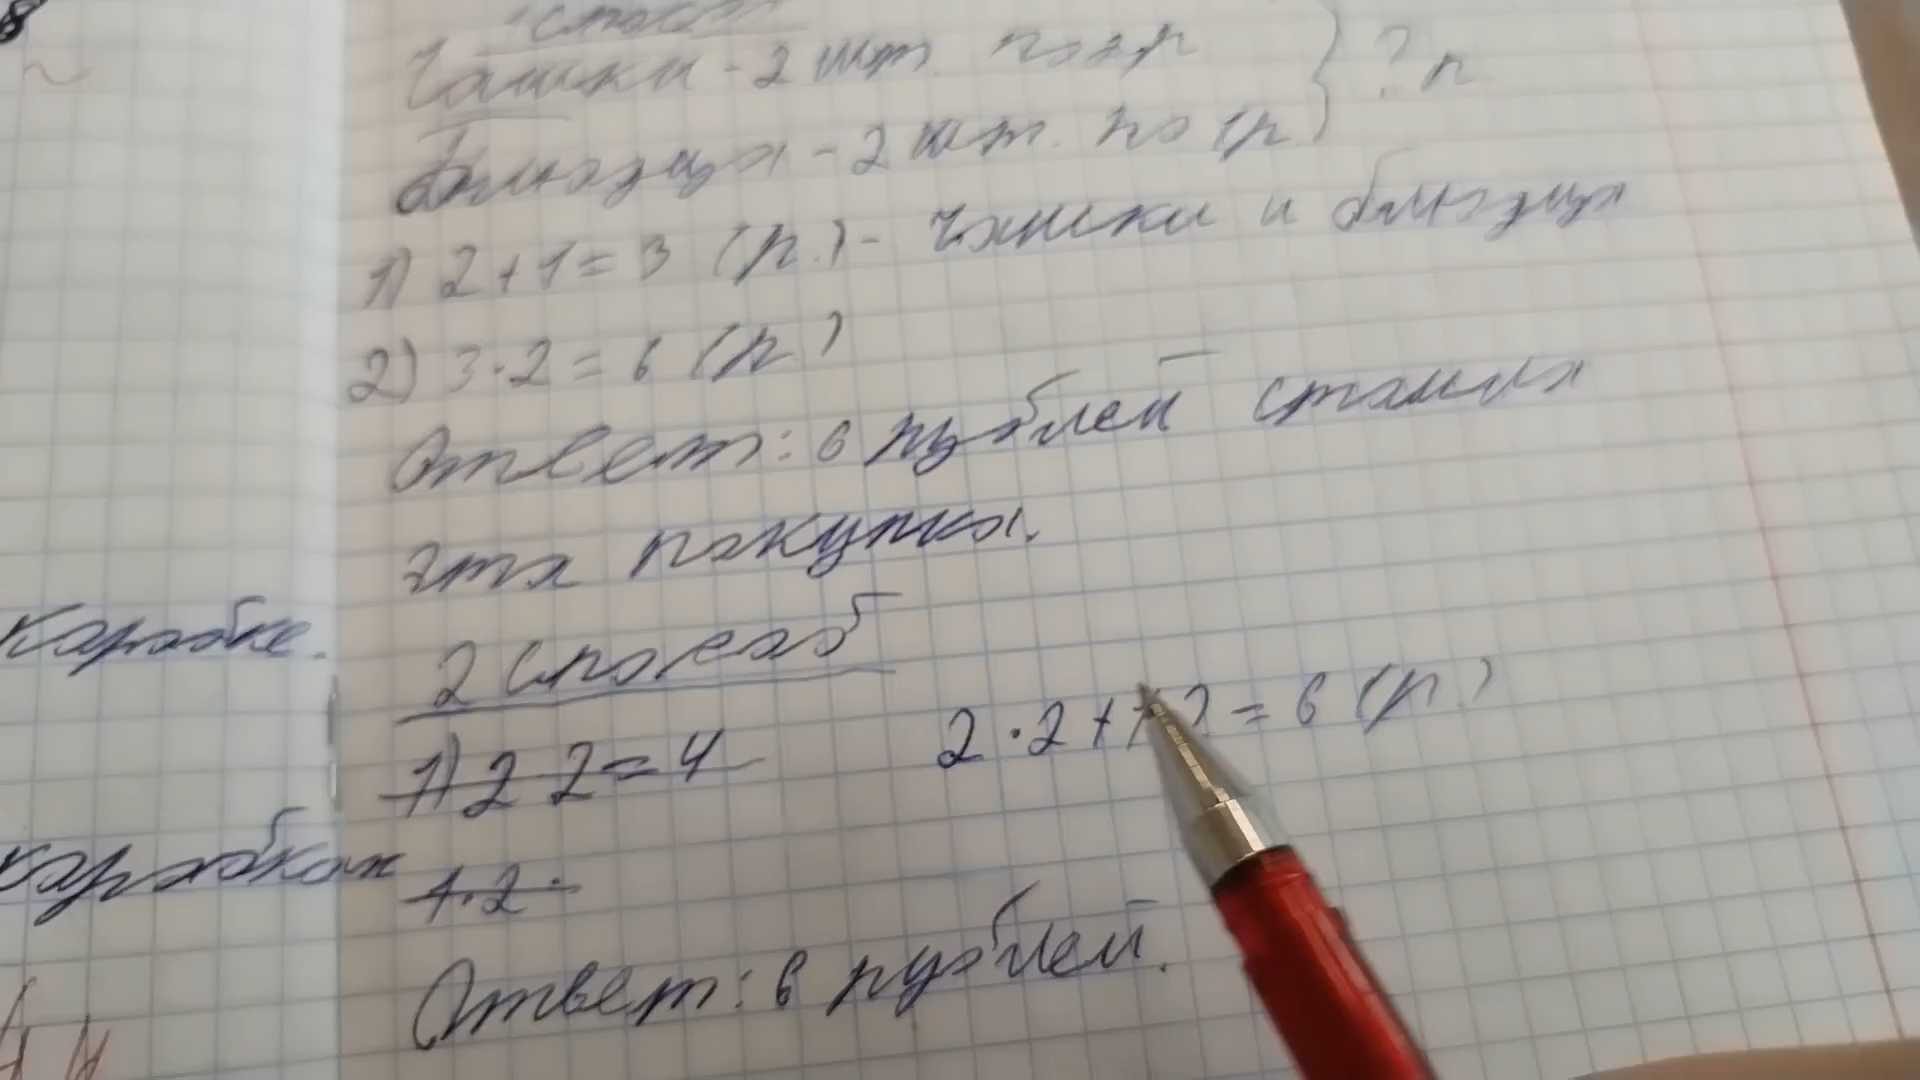 1 способ
Чашки - 2 шт. по 2 р } ? р.
Блюдца - 2 шт. по 1 р.
1) 2+1=3 (р.) - чашки и блюдца
2) 3·2=6 (р.)
Ответ: 6 рублей стоила
эта покупка.
2 способ
1) 2 2=4
2·2+1·2=6 (р.)
1·2
Ответ: 6 рублей.
Коробке.
коробках